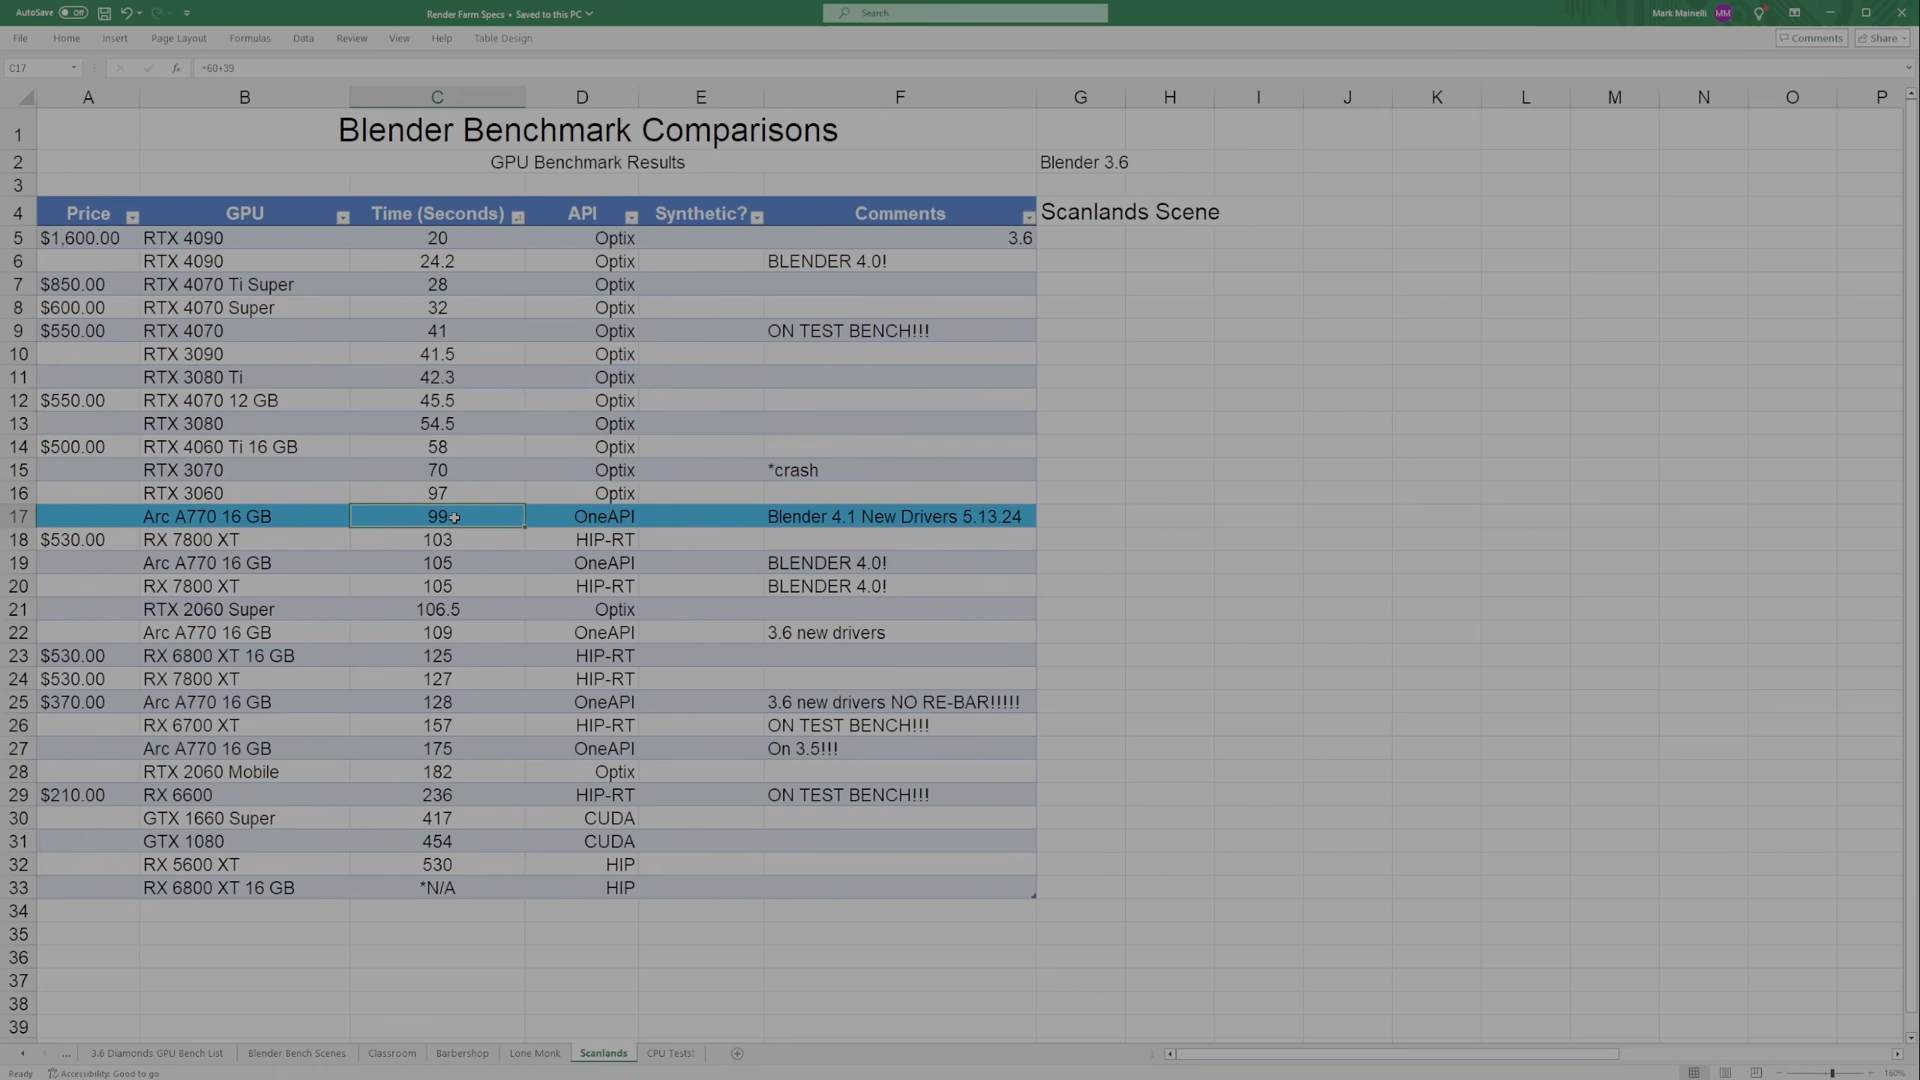 AutoSave Off Render Farm Specs • Saved to this PC Search Mark Mainelli MM
File Home Insert Page Layout Formulas Data Review View Help Table Design Comments Share
C17 fx =60+39
A B C D E F G H I J K L M N O P
1 Blender Benchmark Comparisons
2 GPU Benchmark Results Blender 3.6
3
4 Price GPU Time (Seconds) API Synthetic? Comments Scanlands Scene
5 $1,600.00 RTX 4090 20 Optix 3.6
6 RTX 4090 24.2 Optix BLENDER 4.0!
7 $850.00 RTX 4070 Ti Super 28 Optix
8 $600.00 RTX 4070 Super 32 Optix
9 $550.00 RTX 4070 41 Optix ON TEST BENCH!!!
10 RTX 3090 41.5 Optix
11 RTX 3080 Ti 42.3 Optix
12 $550.00 RTX 4070 12 GB 45.5 Optix
13 RTX 3080 54.5 Optix
14 $500.00 RTX 4060 Ti 16 GB 58 Optix
15 RTX 3070 70 Optix *crash
16 RTX 3060 97 Optix
17 Arc A770 16 GB 99 OneAPI Blender 4.1 New Drivers 5.13.24
18 $530.00 RX 7800 XT 103 HIP-RT
19 Arc A770 16 GB 105 OneAPI BLENDER 4.0!
20 RX 7800 XT 105 HIP-RT BLENDER 4.0!
21 RTX 2060 Super 106.5 Optix
22 Arc A770 16 GB 109 OneAPI 3.6 new drivers
23 $530.00 RX 6800 XT 16 GB 125 HIP-RT
24 $530.00 RX 7800 XT 127 HIP-RT
25 $370.00 Arc A770 16 GB 128 OneAPI 3.6 new drivers NO RE-BAR!!!!!
26 RX 6700 XT 157 HIP-RT ON TEST BENCH!!!
27 Arc A770 16 GB 175 OneAPI On 3.5!!!
28 RTX 2060 Mobile 182 Optix
29 $210.00 RX 6600 236 HIP-RT ON TEST BENCH!!!
30 GTX 1660 Super 417 CUDA
31 GTX 1080 454 CUDA
32 RX 5600 XT 530 HIP
33 RX 6800 XT 16 GB *N/A HIP
34
35
36
37
38
39
... 3.6 Diamonds GPU Bench List Blender Bench Scenes Classroom Barbershop Lone Monk Scanlands CPU Tests!
Ready Accessibility: Good to go 160%